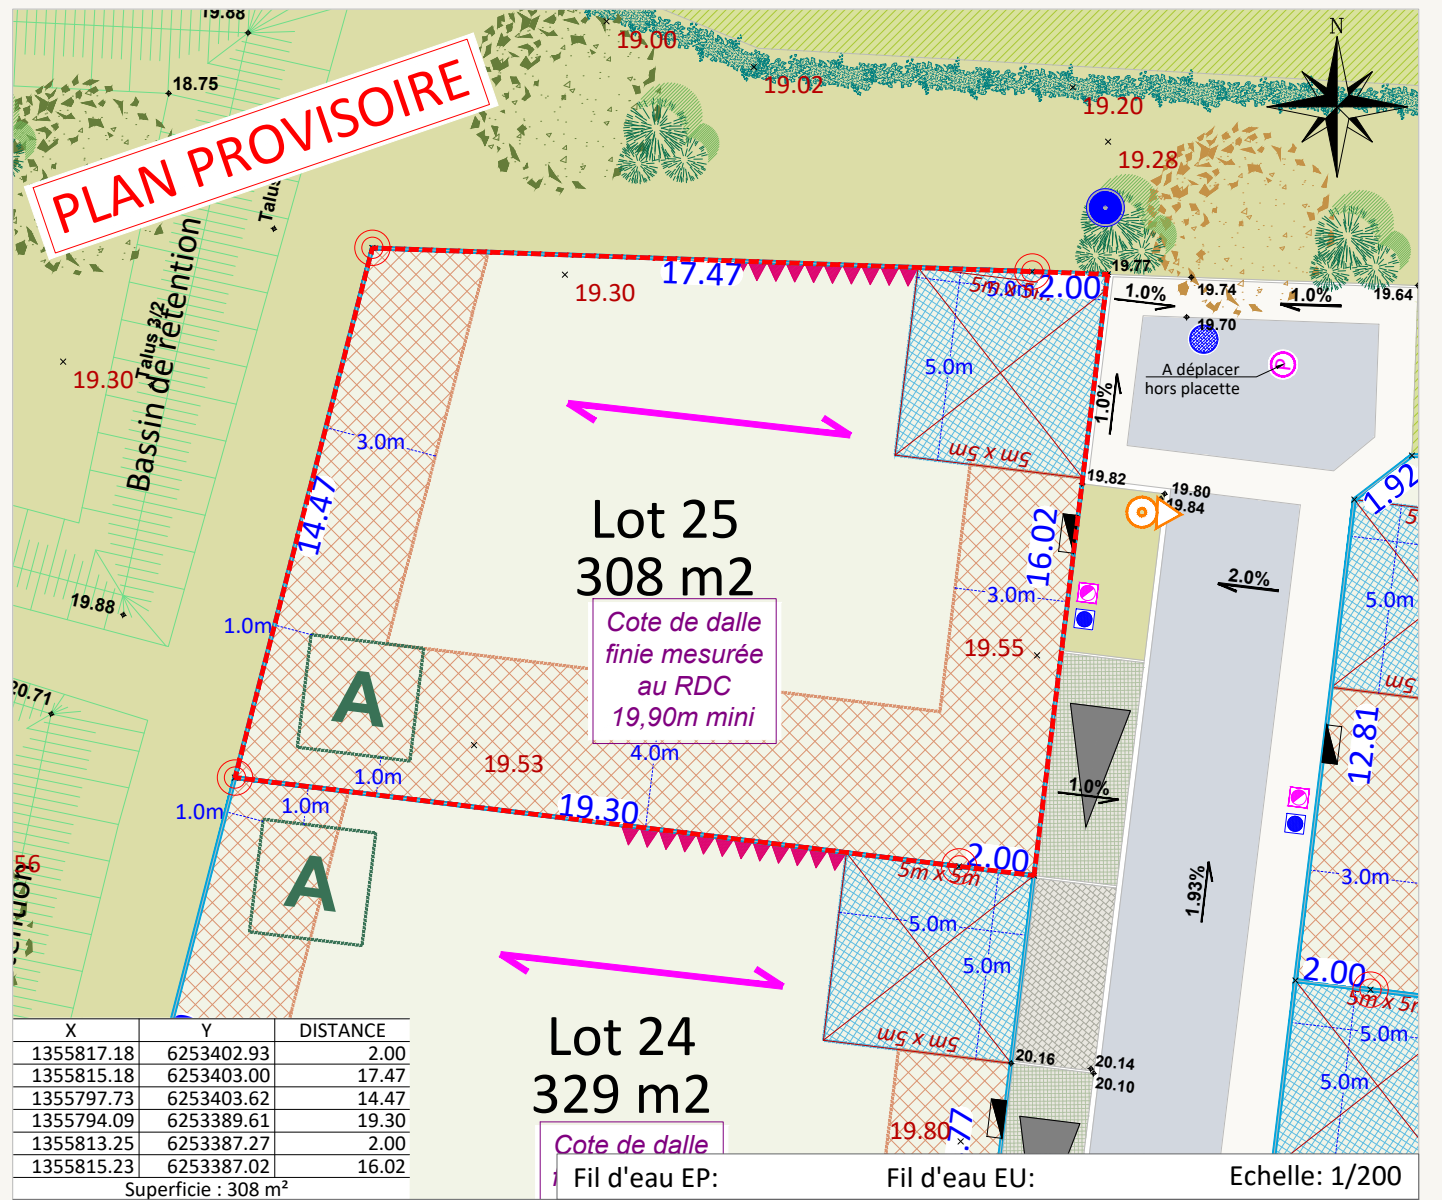 19.88
N
19.00
18.75
19.02
19.20
PLAN PROVISOIRE
19.28
Talus
Bassin de rétention
Talus 3/2
19.77
17.47
19.30
5.0m
2.00
1.0%
19.74
1.0%
19.64
19.70
5.0m
A déplacer
hors placette
19.30
1.0%
3.0m
5m x 5m
19.82
19.80
19.84
1.92
14.47
Lot 25
308 m2
16.02
2.0%
5.0m
19.88
1.0m
3.0m
Cote de dalle
finie mesurée
au RDC
19,90m mini
19.55
A
20.71
4.0m
19.53
1.0m
12.81
1.0%
1.0m
1.0m
19.30
2.00
5m x 5m
56
A
3.0m
1.93%
5.0m
5.0m
2.00
5.0m
Lot 24
329 m2
5m x 5m
20.16
20.14
20.10
5.0m
19.80
.77
Cote de dalle
X Y DISTANCE
1355817.18 6253402.93 2.00
1355815.18 6253403.00 17.47
1355797.73 6253403.62 14.47
1355794.09 6253389.61 19.30
1355813.25 6253387.27 2.00
1355815.23 6253387.02 16.02
Superficie : 308 m²
Fil d'eau EP: Fil d'eau EU: Echelle: 1/200